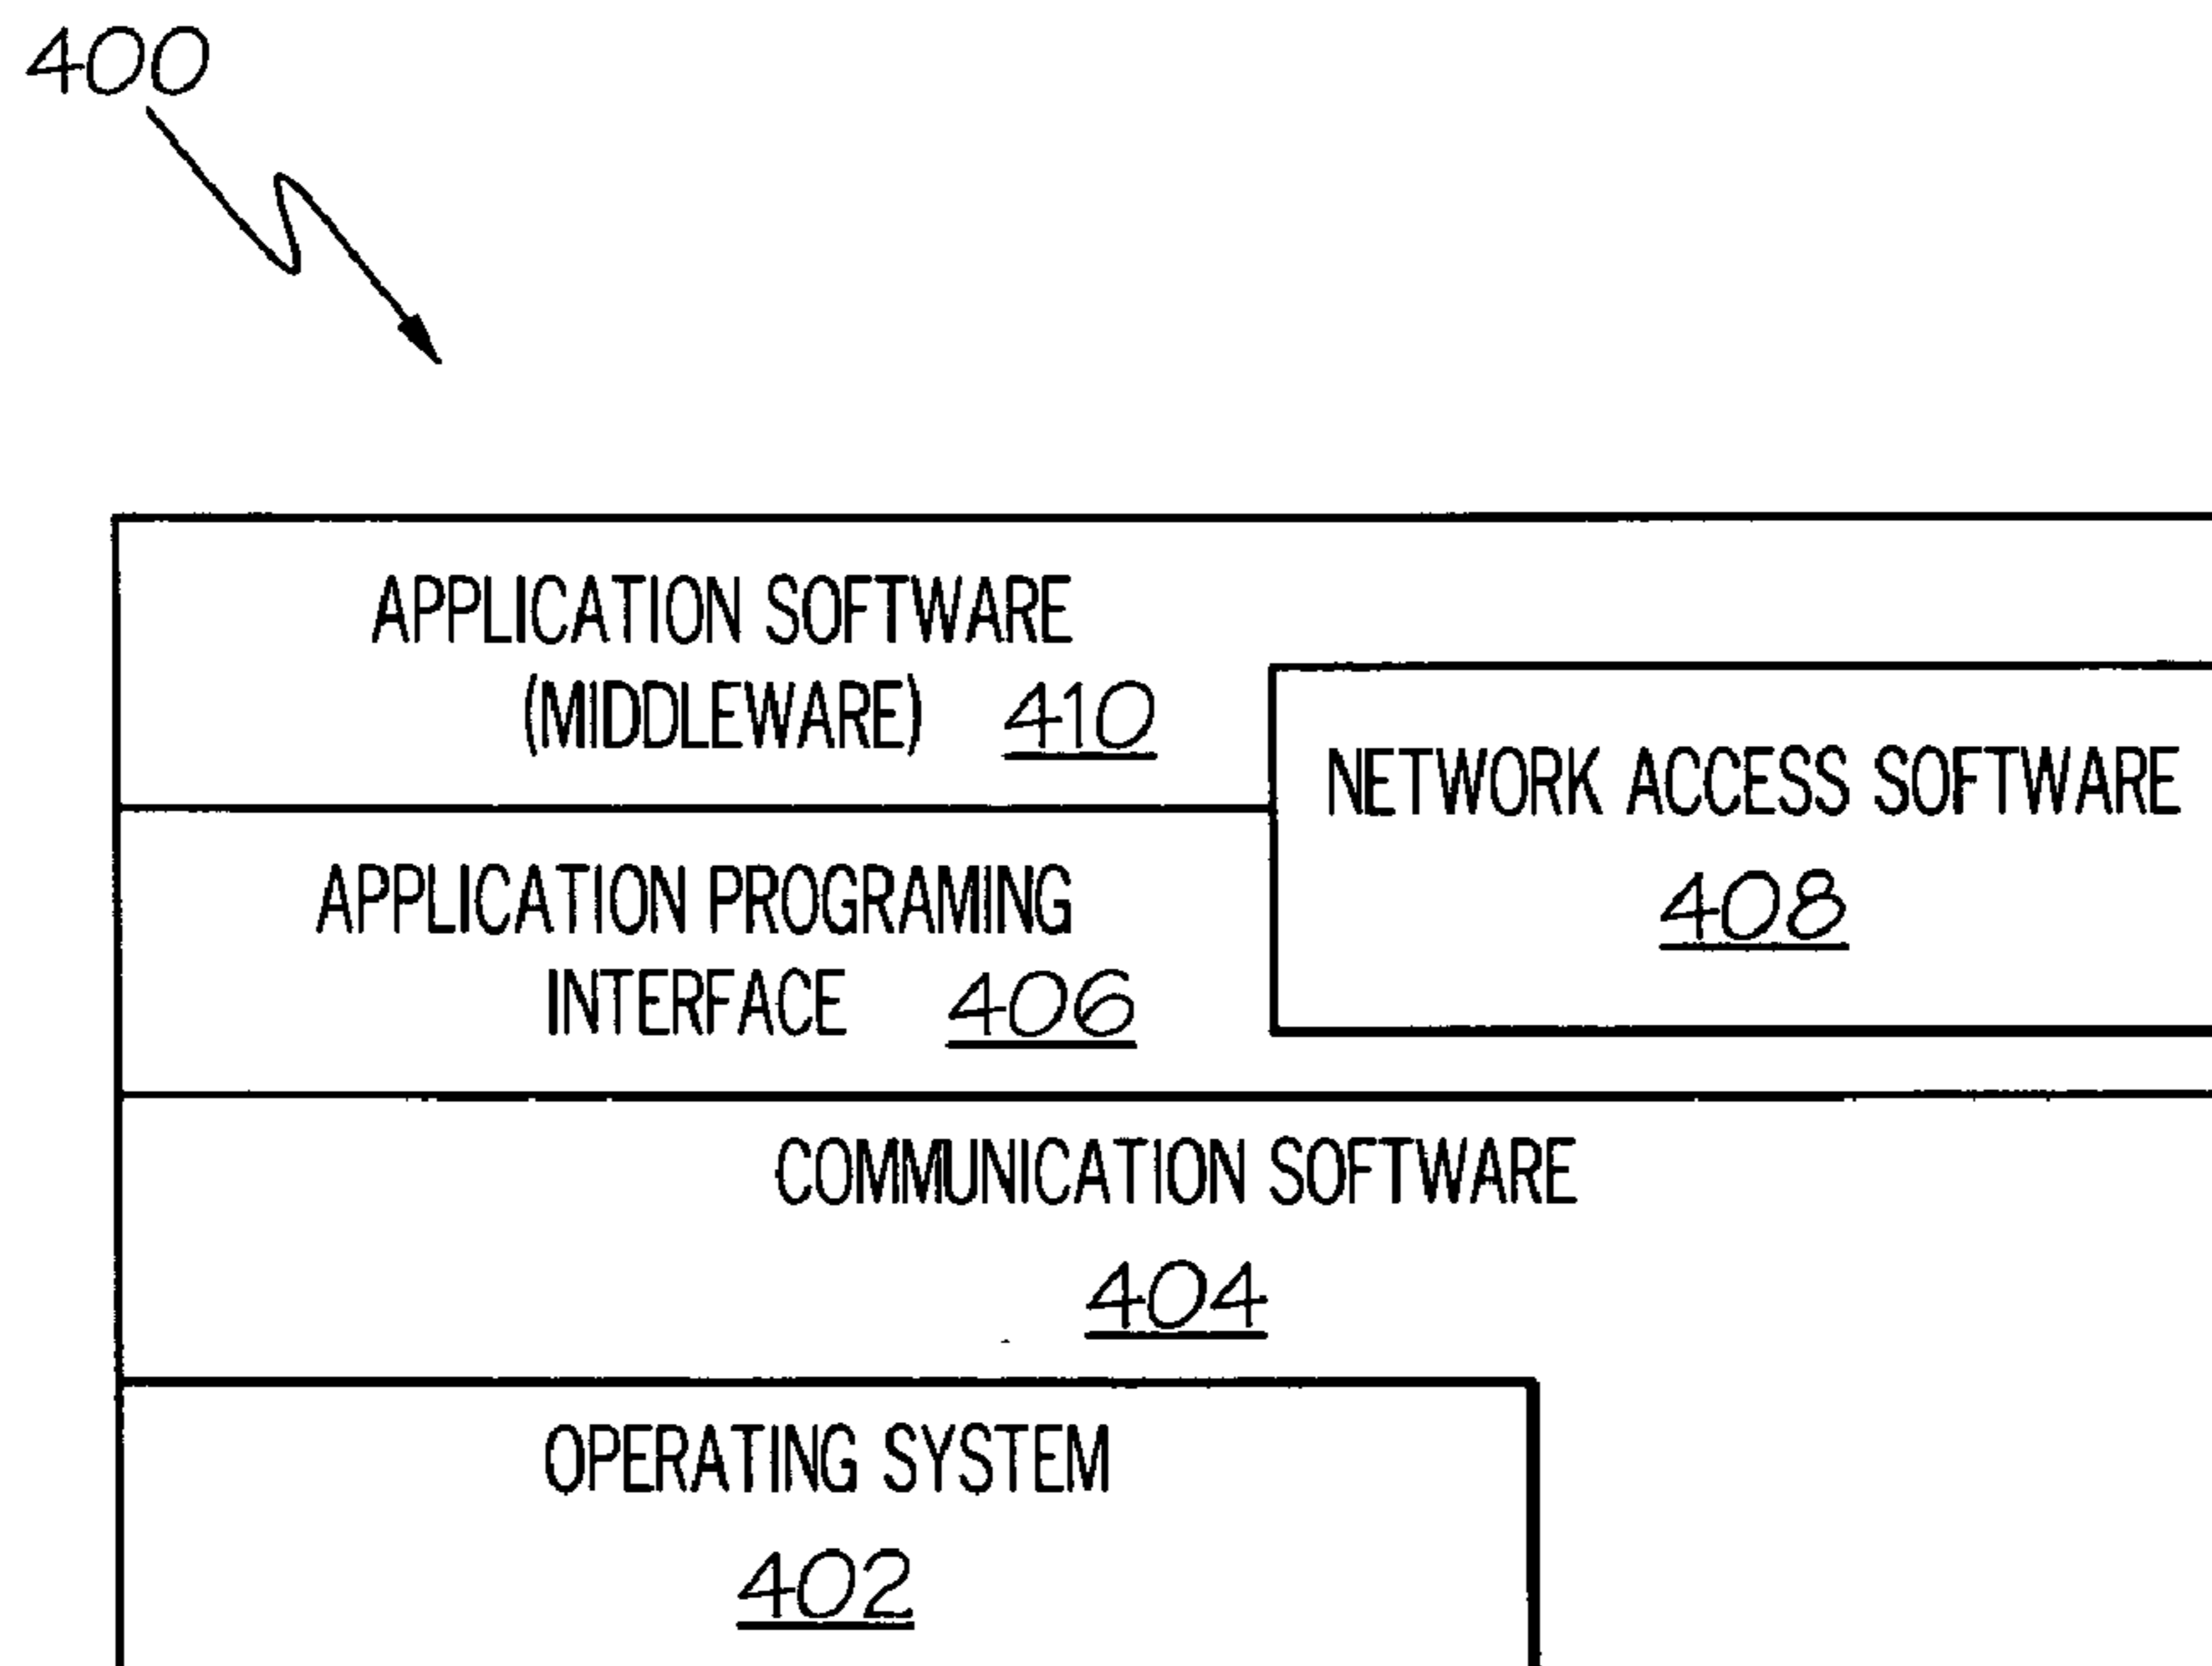 400
APPLICATION SOFTWARE
(MIDDLEWARE) 410
NETWORK ACCESS SOFTWARE
408
APPLICATION PROGRAMING
INTERFACE 406
COMMUNICATION SOFTWARE
404
OPERATING SYSTEM
402